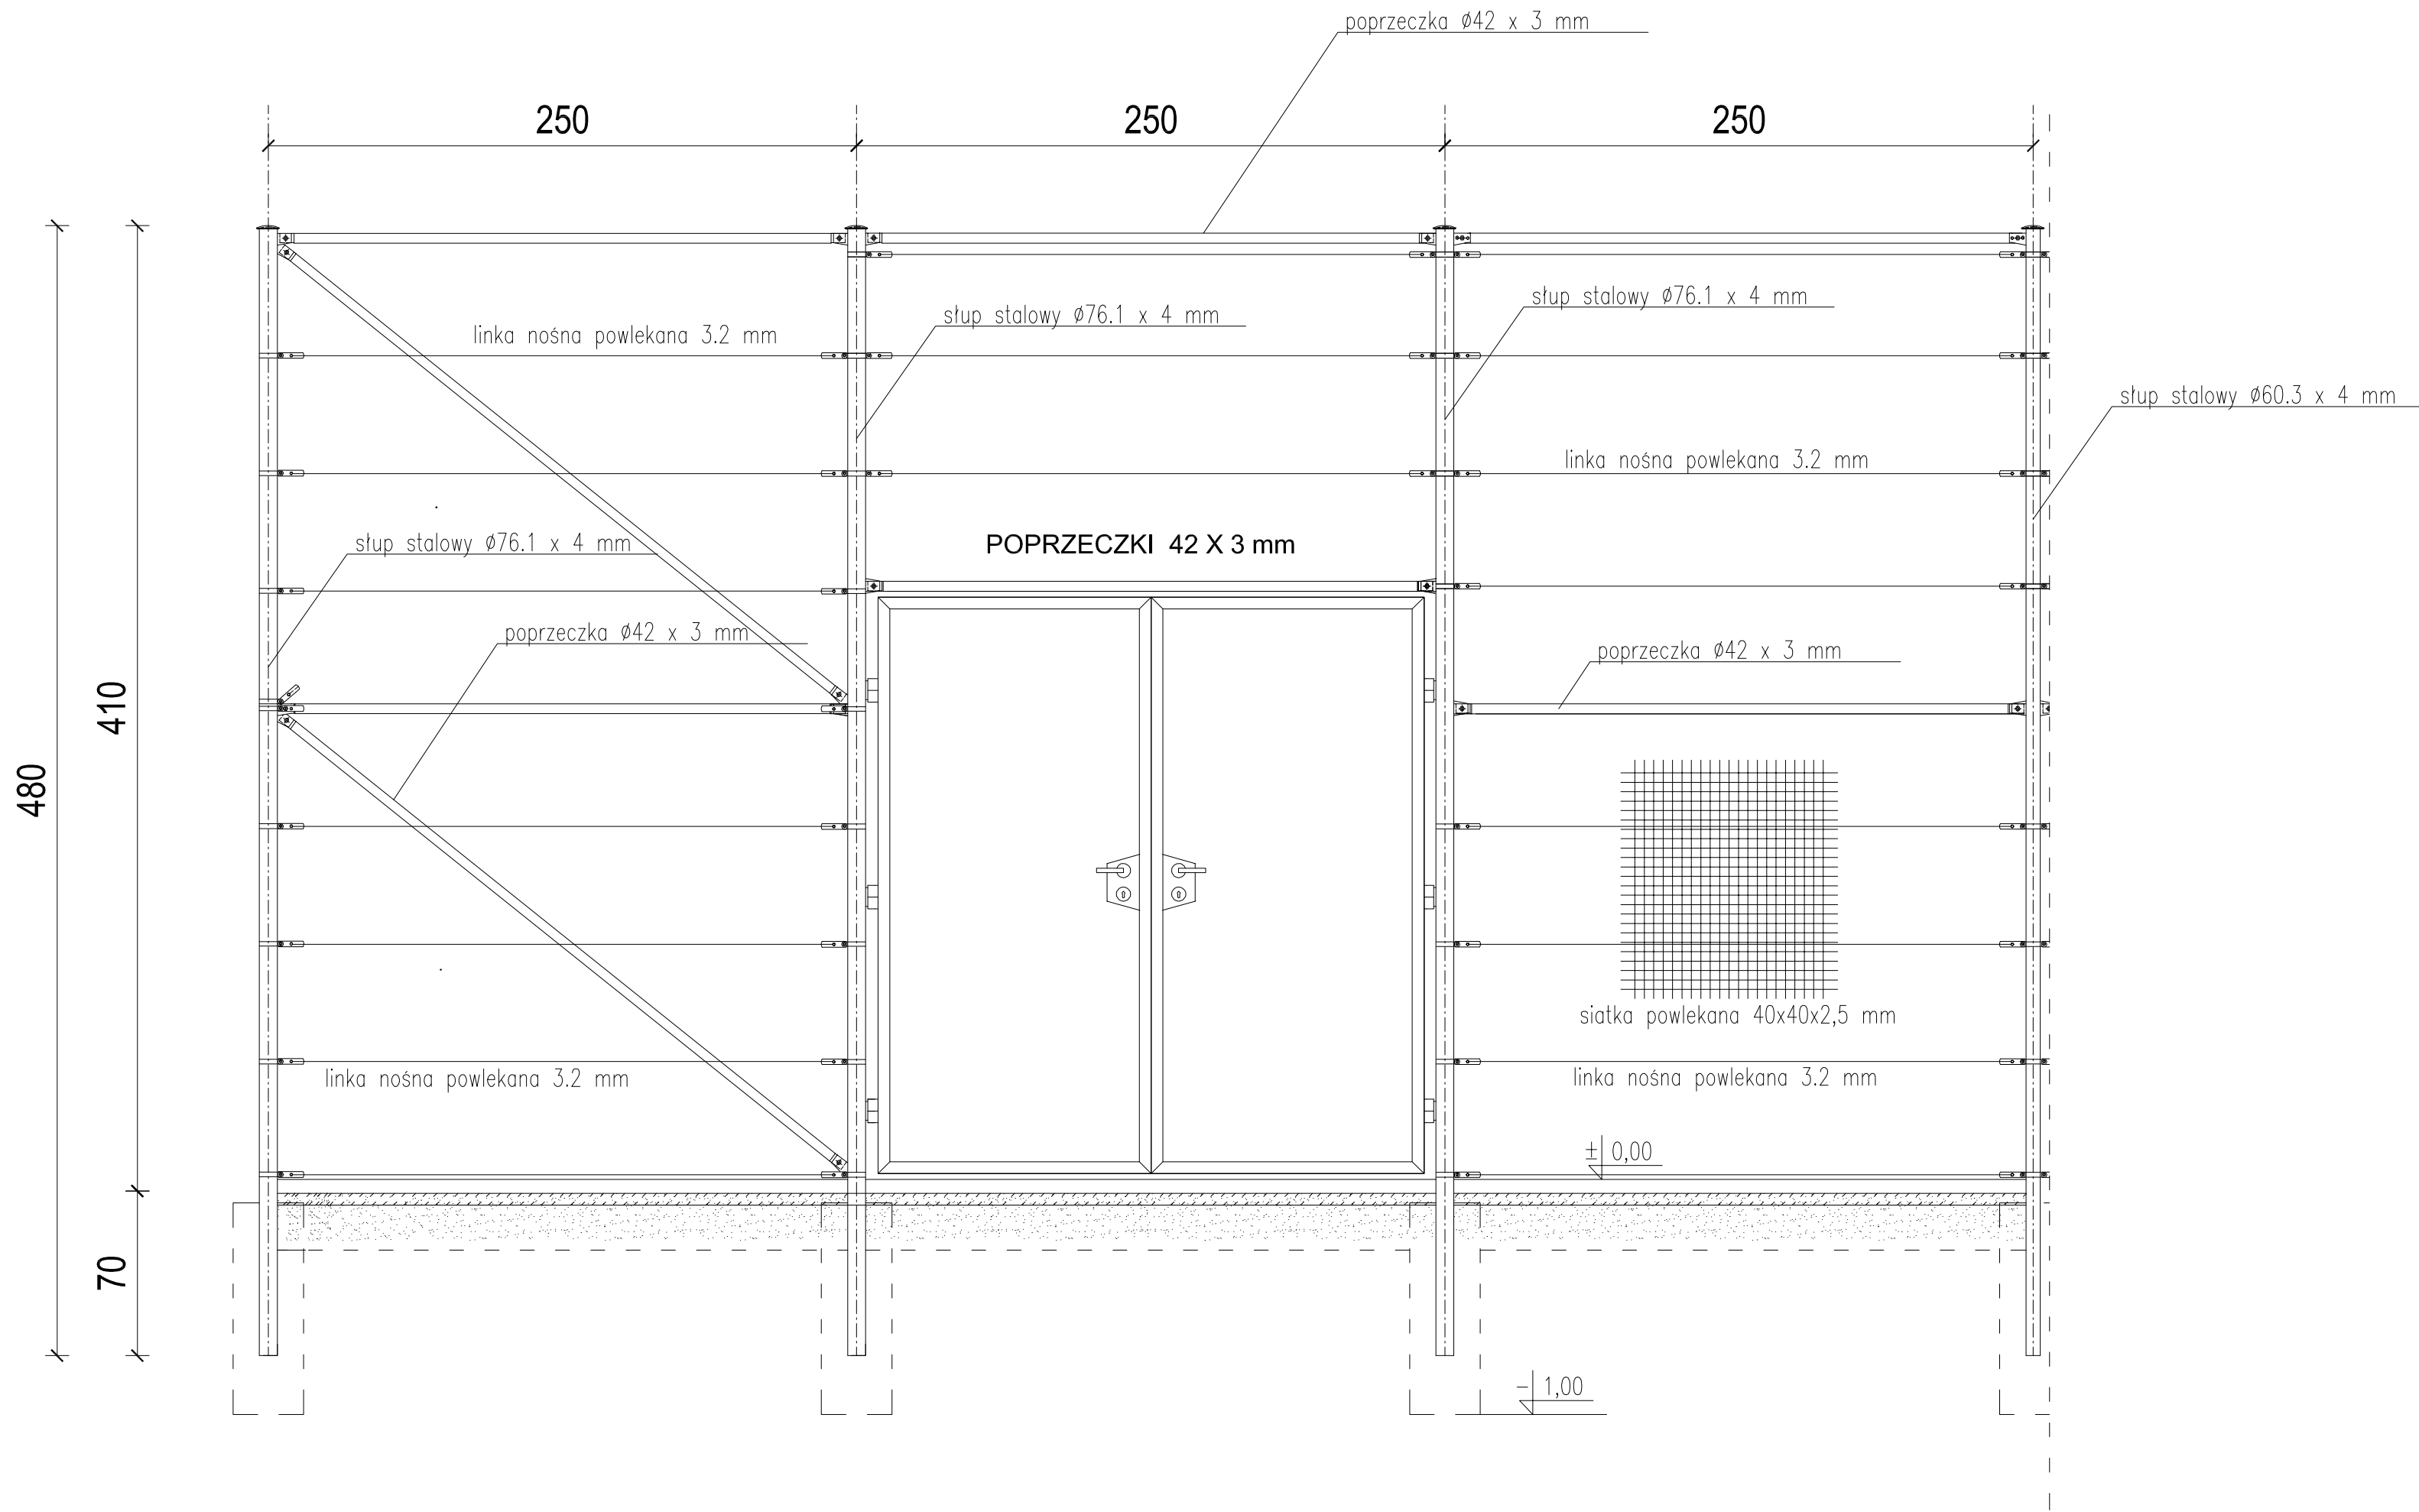 poprzeczka Ø42 x 3 mm
250
250
250
słup stalowy Ø76.1 x 4 mm
słup stalowy Ø76.1 x 4 mm
linka nośna powlekana 3.2 mm
słup stalowy Ø60.3 x 4 mm
linka nośna powlekana 3.2 mm
słup stalowy Ø76.1 x 4 mm
POPRZECZKI 42 X 3 mm
poprzeczka Ø42 x 3 mm
poprzeczka Ø42 x 3 mm
410
480
siatka powlekana 40x40x2,5 mm
linka nośna powlekana 3.2 mm
linka nośna powlekana 3.2 mm
± 0,00
70
- 1,00